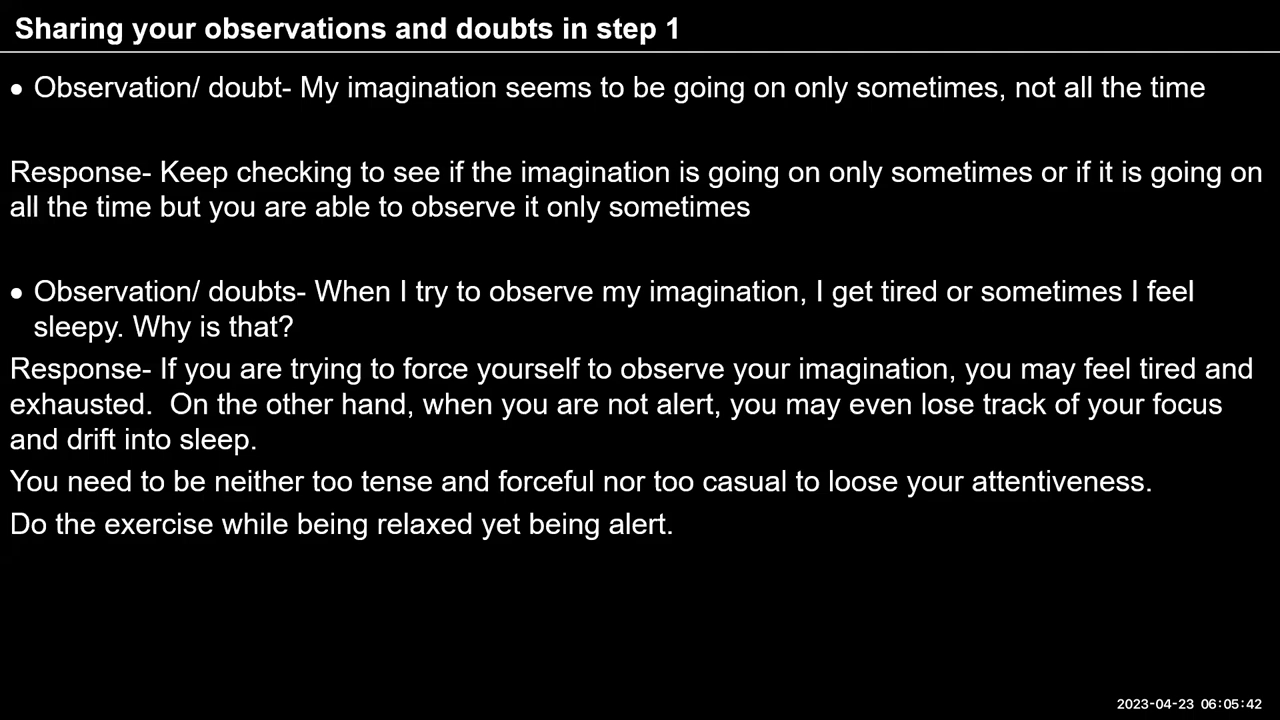 Sharing your observations and doubts in step 1
• Observation/ doubt- My imagination seems to be going on only sometimes, not all the time
Response- Keep checking to see if the imagination is going on only sometimes or if it is going on
all the time but you are able to observe it only sometimes
• Observation/ doubts- When I try to observe my imagination, I get tired or sometimes I feel
sleepy. Why is that?
Response- If you are trying to force yourself to observe your imagination, you may feel tired and
exhausted.  On the other hand, when you are not alert, you may even lose track of your focus
and drift into sleep.
You need to be neither too tense and forceful nor too casual to loose your attentiveness.
Do the exercise while being relaxed yet being alert.
2023-04-23 06:05:42